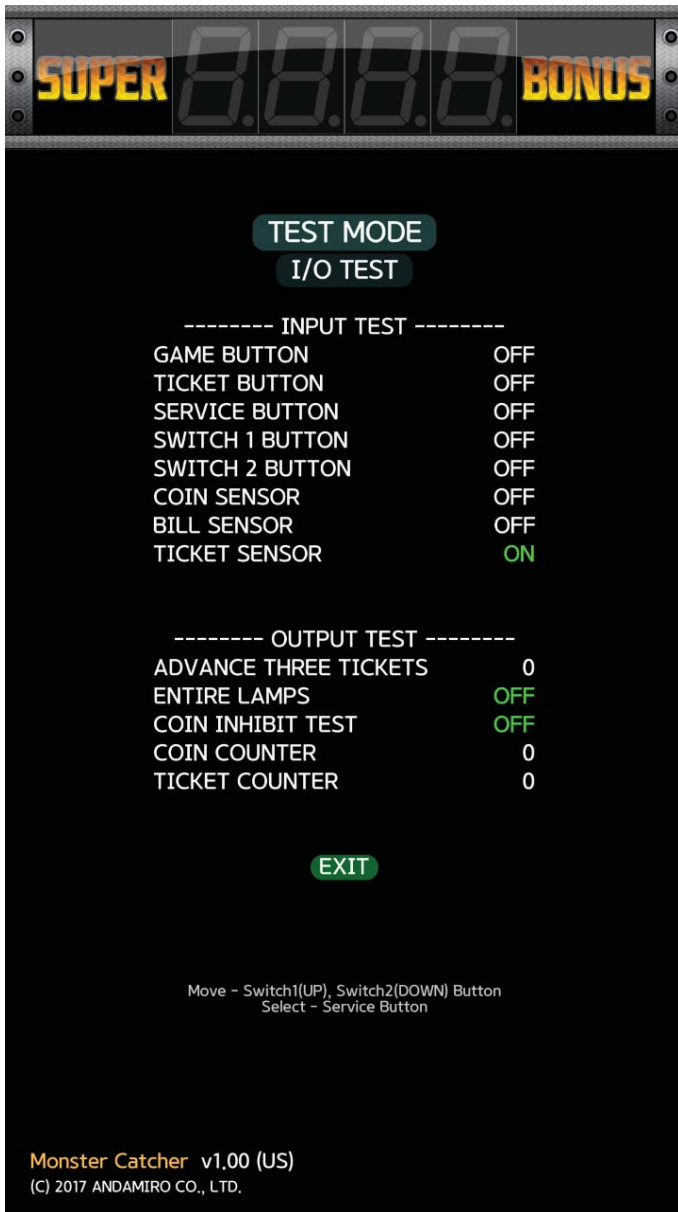 SUPER BONUS
TEST MODE
I/O TEST
-------- INPUT TEST --------
GAME BUTTON OFF
TICKET BUTTON OFF
SERVICE BUTTON OFF
SWITCH 1 BUTTON OFF
SWITCH 2 BUTTON OFF
COIN SENSOR OFF
BILL SENSOR OFF
TICKET SENSOR ON
-------- OUTPUT TEST --------
ADVANCE THREE TICKETS 0
ENTIRE LAMPS OFF
COIN INHIBIT TEST OFF
COIN COUNTER 0
TICKET COUNTER 0
EXIT
Move - Switch1(UP), Switch2(DOWN) Button
Select - Service Button
Monster Catcher v1.00 (US)
(C) 2017 ANDAMIRO CO., LTD.